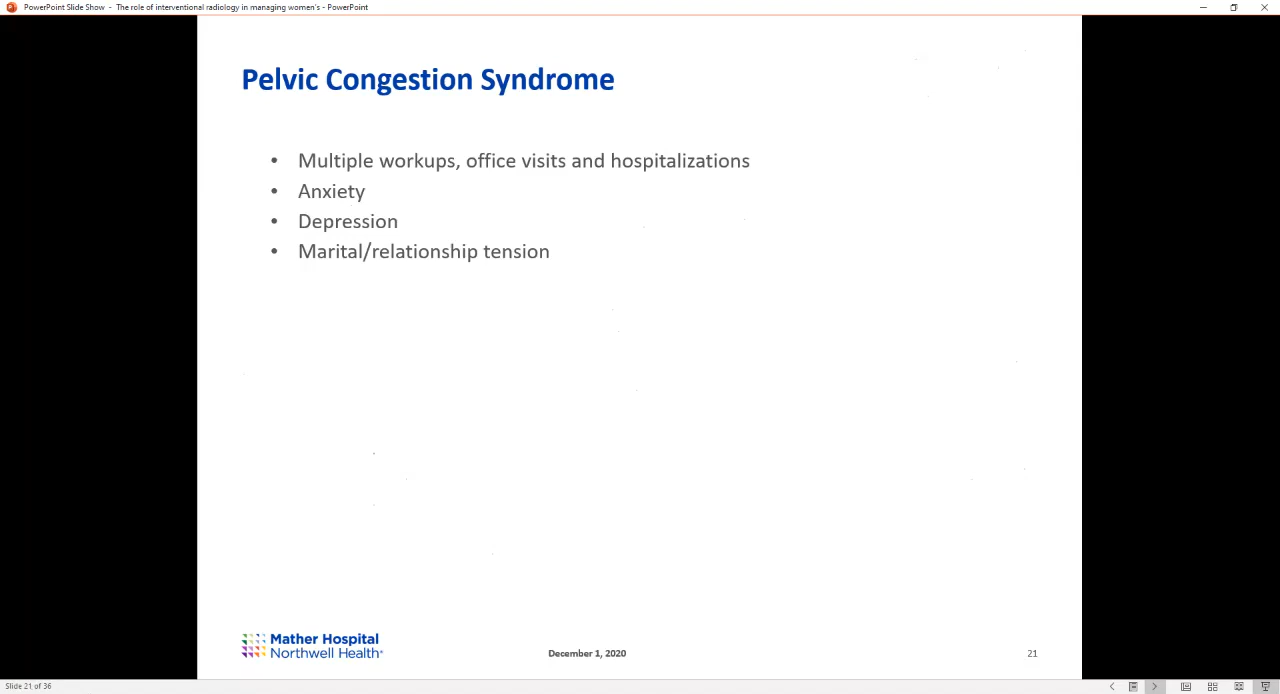 PowerPoint Slide Show - The role of interventional radiology in managing women's - PowerPoint
Pelvic Congestion Syndrome
• Multiple workups, office visits and hospitalizations
• Anxiety
• Depression
• Marital/relationship tension
Mather Hospital
Northwell Health®
December 1, 2020
21
Slide 21 of 36